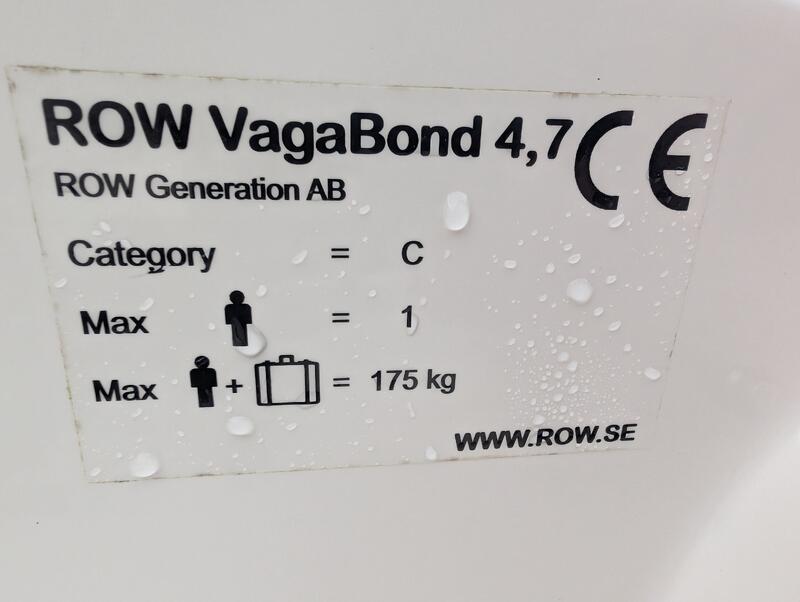 ROW VagaBond 4,7 CE
ROW Generation AB
Category = C
Max = 1
Max + = 175 kg
WWW.ROW.SE